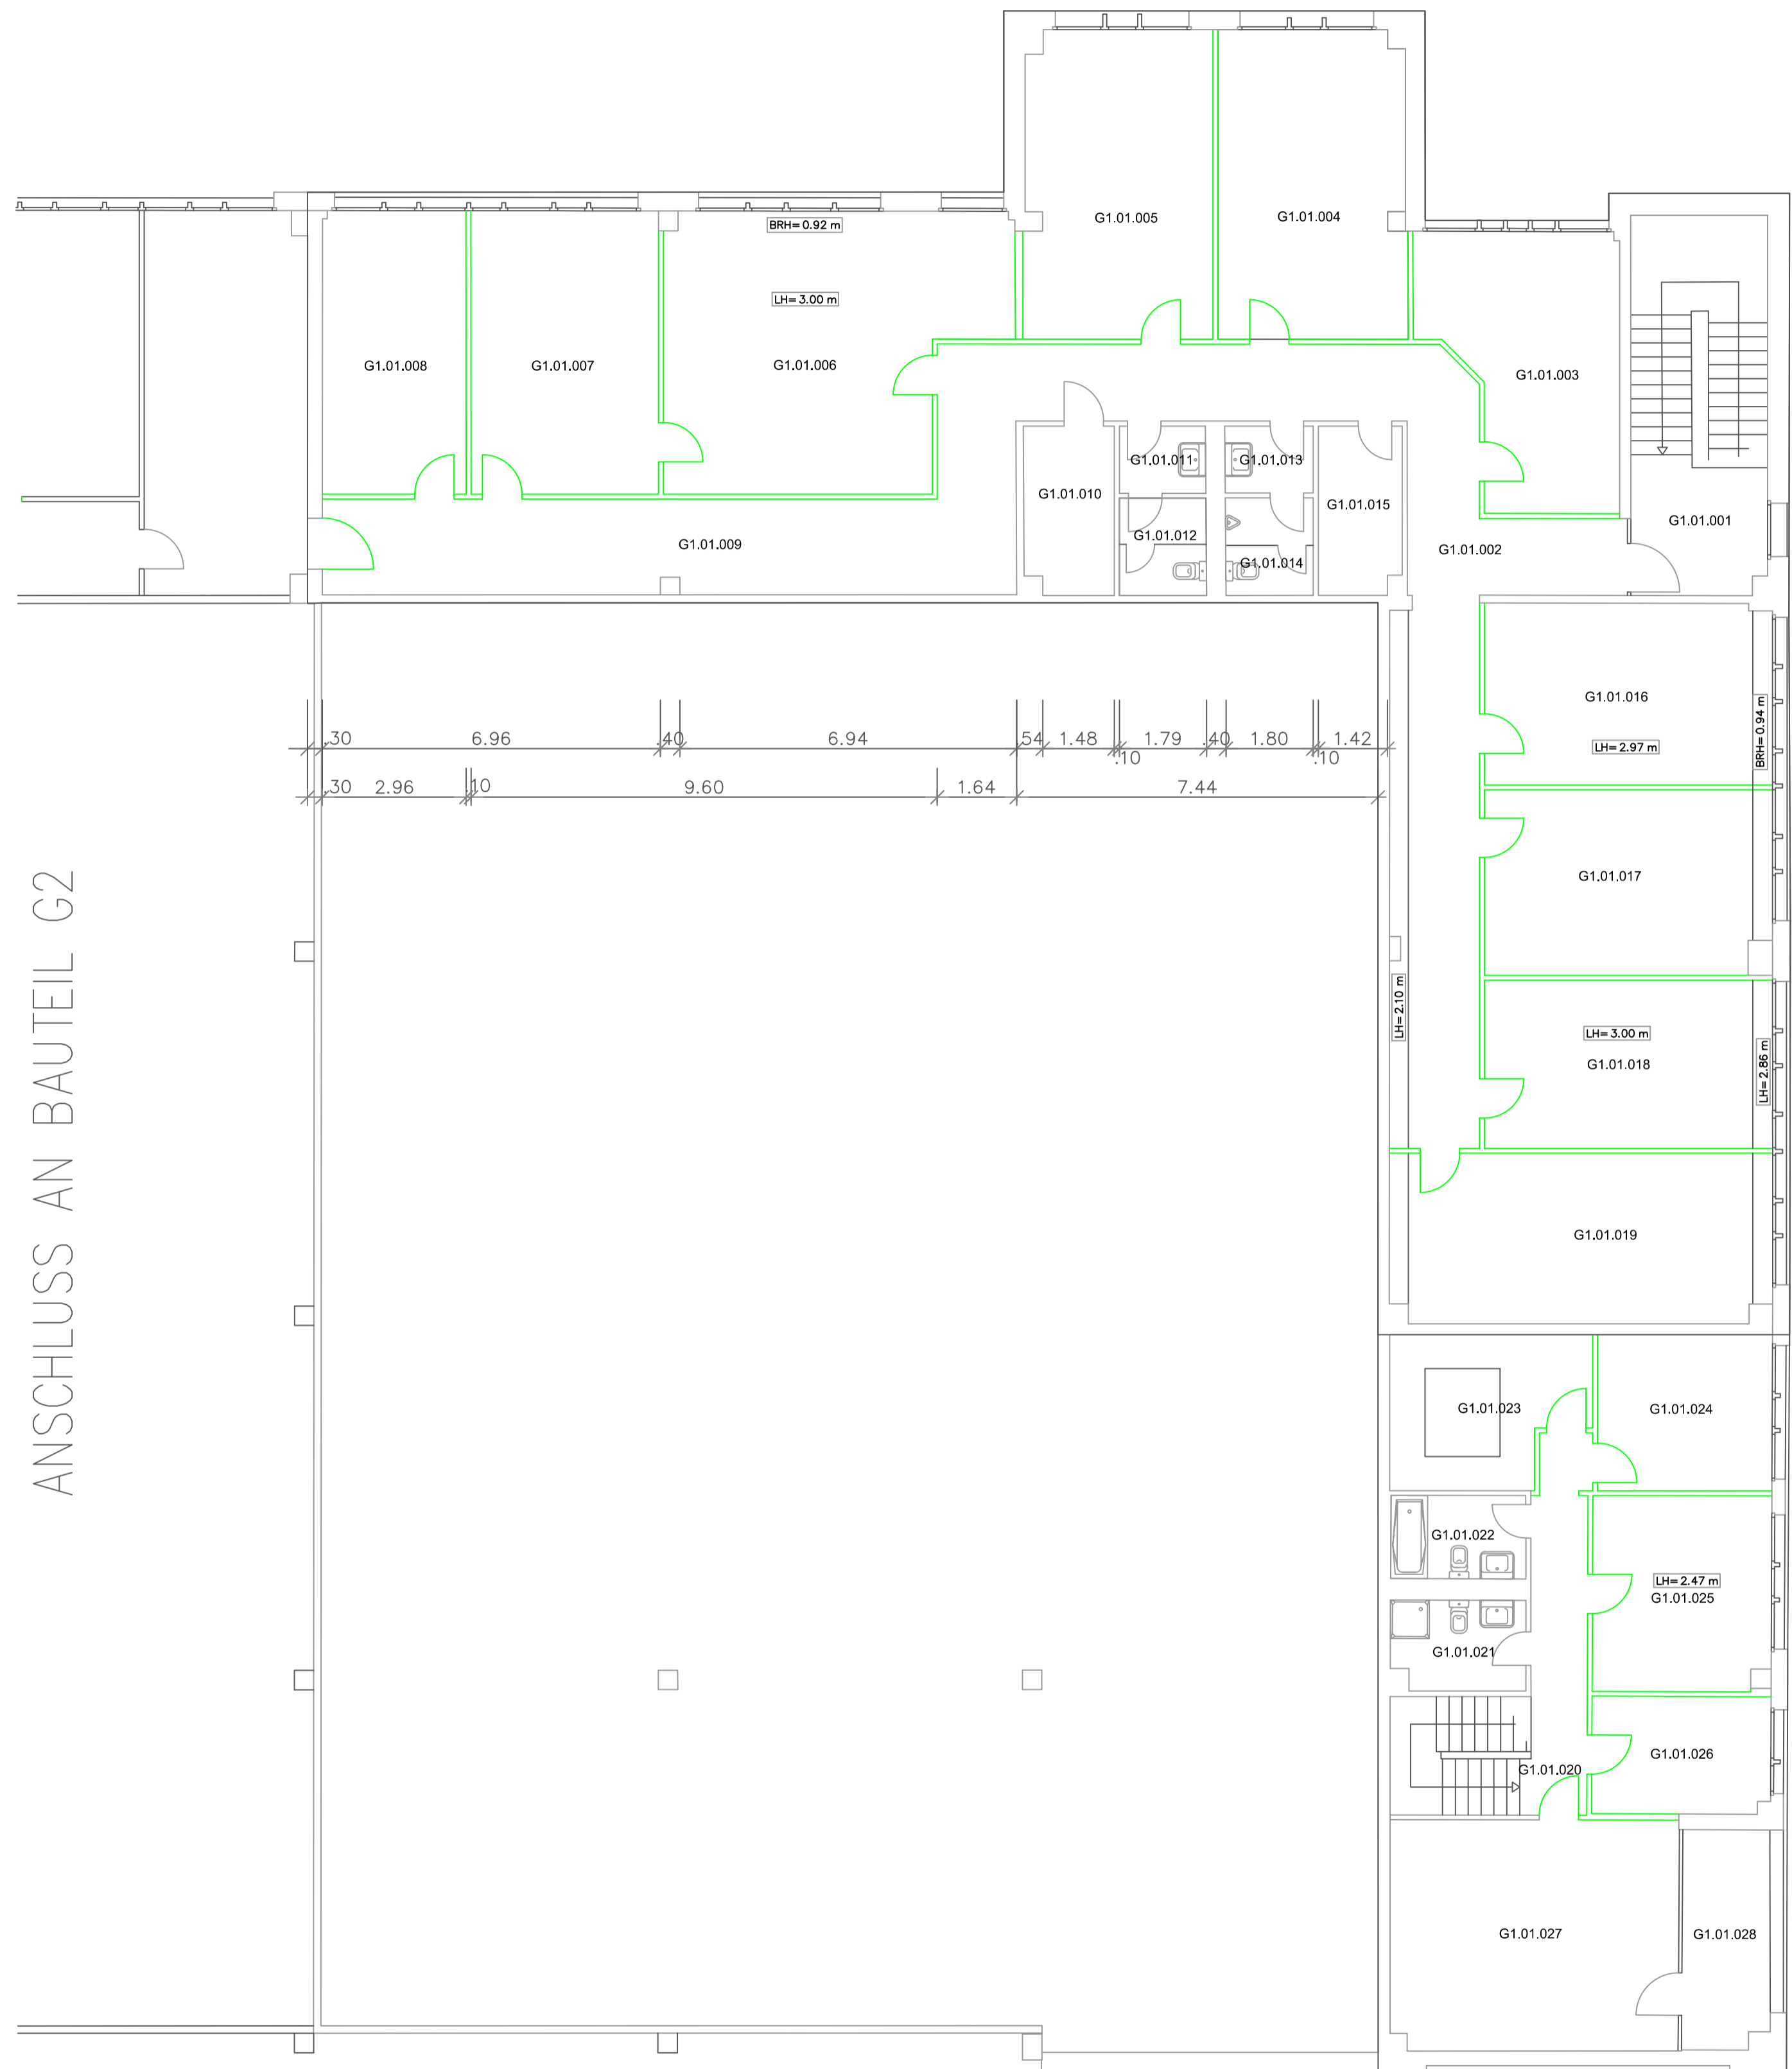 G1.01.005
G1.01.004
BRH= 0.92 m
LH= 3.00 m
G1.01.008
G1.01.007
G1.01.006
G1.01.003
G1.01.011
G1.01.013
G1.01.010
G1.01.015
G1.01.001
G1.01.012
G1.01.009
G1.01.002
G1.01.014
G1.01.016
BRH= 0.94 m
LH= 2.97 m
.30 6.96 .40 6.94 .54 1.48 .10 1.79 .40 1.80 .10 1.42
.30 2.96 .10 9.60 1.64 7.44
G1.01.017
ANSCHLUSS AN BAUTEIL G2
LH= 2.10 m
LH= 3.00 m
G1.01.018
LH= 2.86 m
G1.01.019
G1.01.023
G1.01.024
G1.01.022
LH= 2.47 m
G1.01.025
G1.01.021
G1.01.026
G1.01.020
G1.01.027
G1.01.028